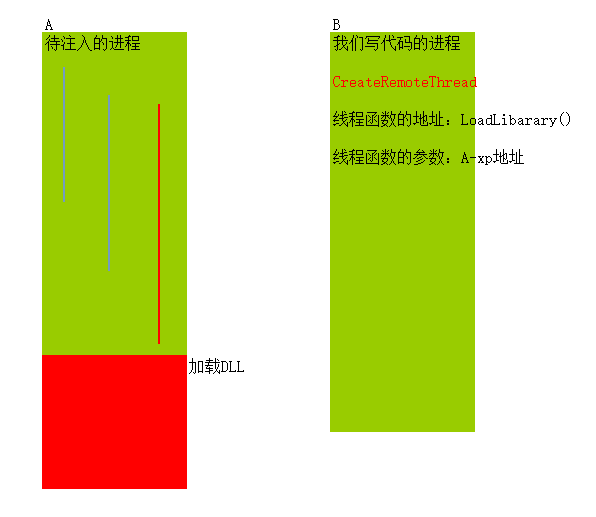 A
待注入的进程
加载DLL
B
我们写代码的进程
CreateRemoteThread
线程函数的地址：LoadLibarary()
线程函数的参数：A-xp地址